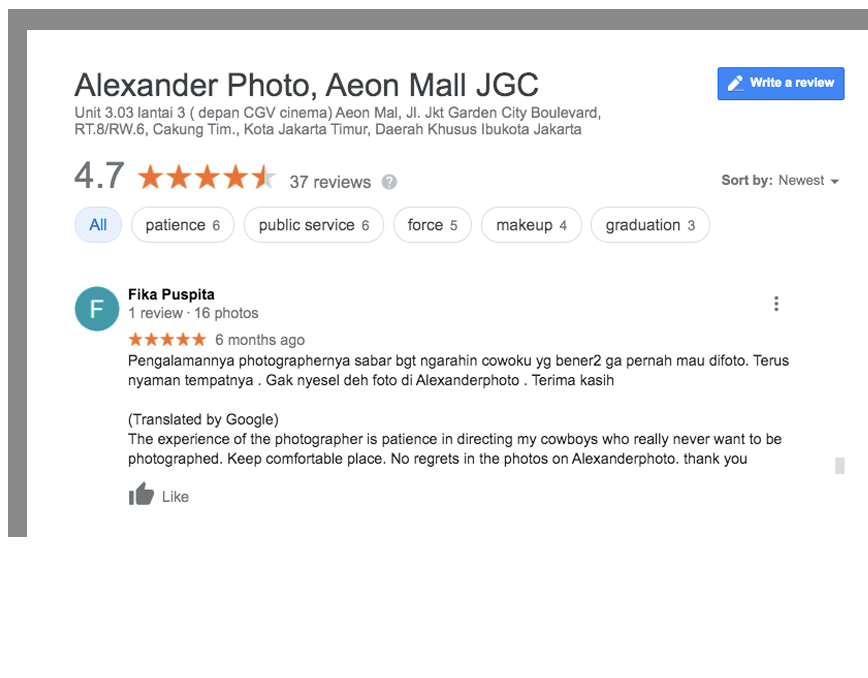 Alexander Photo, Aeon Mall JGC
Write a review
Unit 3.03 lantai 3 ( depan CGV cinema) Aeon Mal, Jl. Jkt Garden City Boulevard,
RT.8/RW.6, Cakung Tim., Kota Jakarta Timur, Daerah Khusus Ibukota Jakarta
4.7 37 reviews ?
Sort by: Newest
All patience 6 public service 6 force 5 makeup 4 graduation 3
F
Fika Puspita
1 review · 16 photos
6 months ago
Pengalamannya photographernya sabar bgt ngarahin cowoku yg bener2 ga pernah mau difoto. Terus
nyaman tempatnya . Gak nyesel deh foto di Alexanderphoto . Terima kasih
(Translated by Google)
The experience of the photographer is patience in directing my cowboys who really never want to be
photographed. Keep comfortable place. No regrets in the photos on Alexanderphoto. thank you
Like